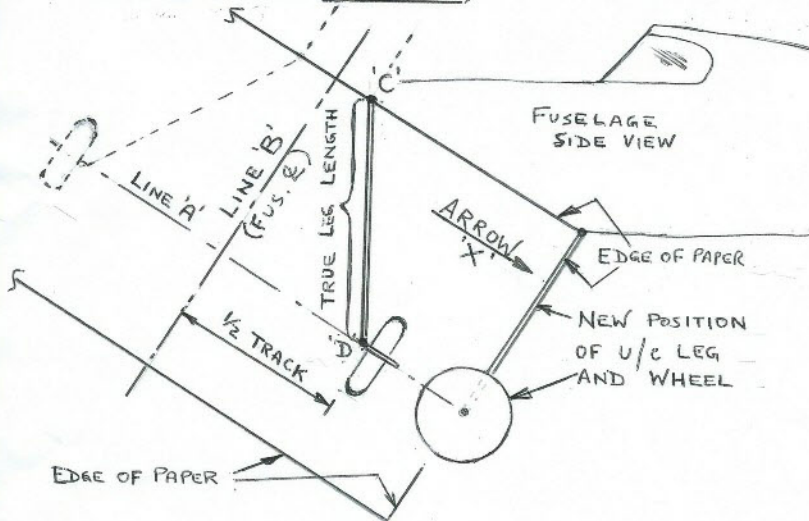 'C'
FUSELAGE
SIDE VIEW
LINE 'A'
LINE 'B'
(FUS. ℄)
TRUE LEG LENGTH
ARROW
'X'
EDGE OF PAPER
½ TRACK
'D'
NEW POSITION
OF U/C LEG
AND WHEEL
EDGE OF PAPER